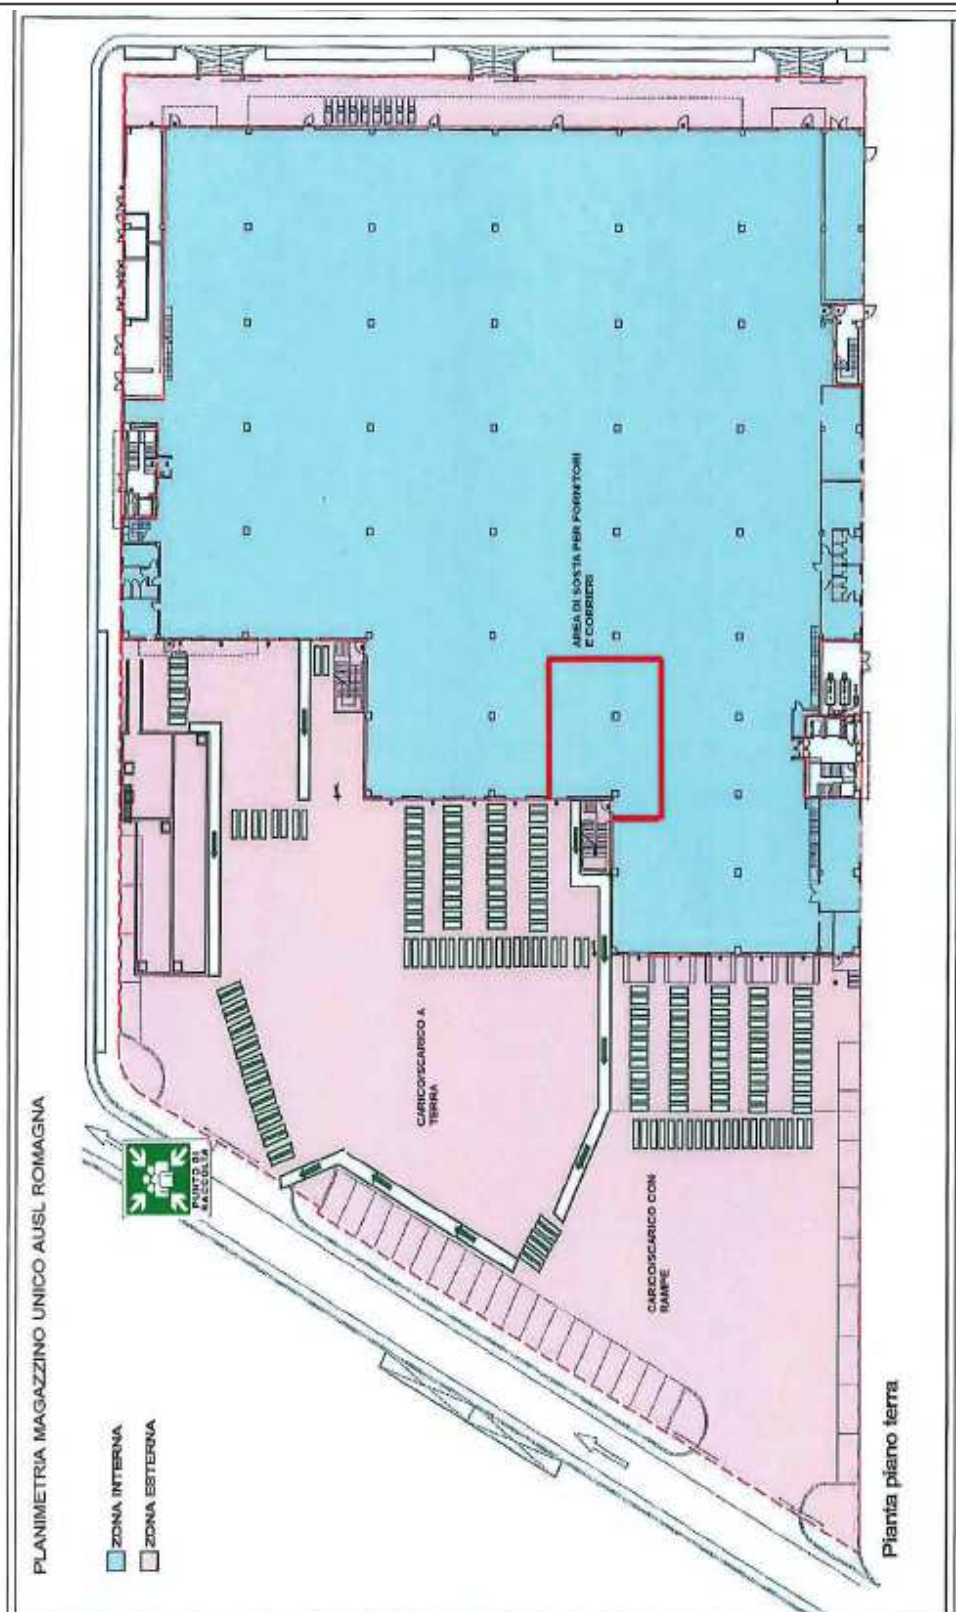 PLANIMETRIA MAGAZZINO UNICO AUSL ROMAGNA
ZONA INTERNA
ZONA ESTERNA
PUNTO DI
RACCOLTA
CARICO/SCARICO A
TERRA
AREA DI SOSTA PER FORNITORI
E CORRIERI
CARICO/SCARICO CON
RAMPE
Pianta piano terra